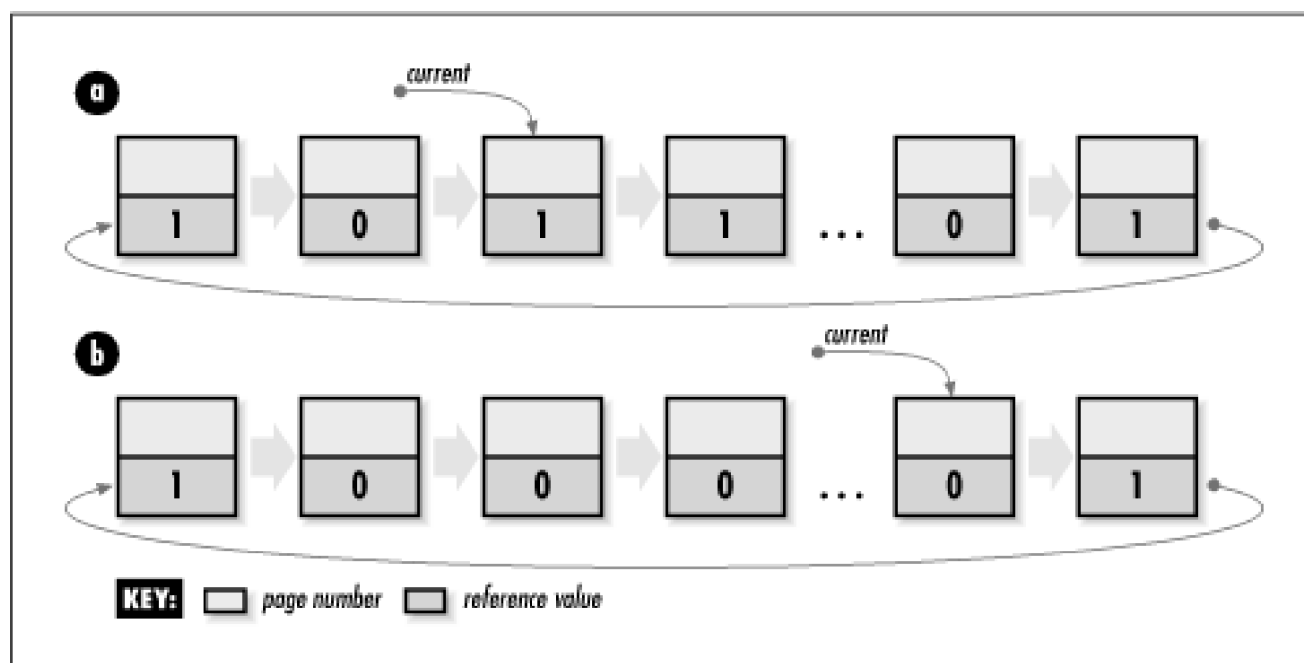 current
a
1 0 1 1 ... 0 1
current
b
1 0 0 0 ... 0 1
KEY: page number reference value